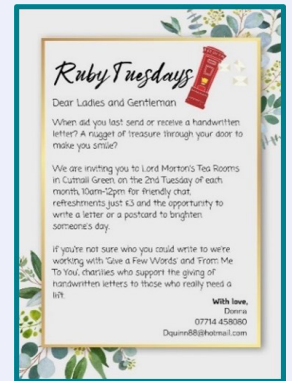 Ruby Tuesdays
Dear Ladies and Gentleman
When did you last send or receive a handwritten
letter? A nugget of treasure through your door to
make you smile?
We are inviting you to Lord Morton's Tea Rooms
in Cutnall Green, on the 2nd Tuesday of each
month, 10am-12pm for friendly chat,
refreshments just £3 and the opportunity to
write a letter or a postcard to brighten
someone's day.
if you're not sure who you could write to we're
working with 'Give a Few Words' and 'From Me
To You', charities who support the giving of
handwritten letters to those who really need a
lift.
With love,
Donna
07714 458080
Dquinn88@hotmail.com